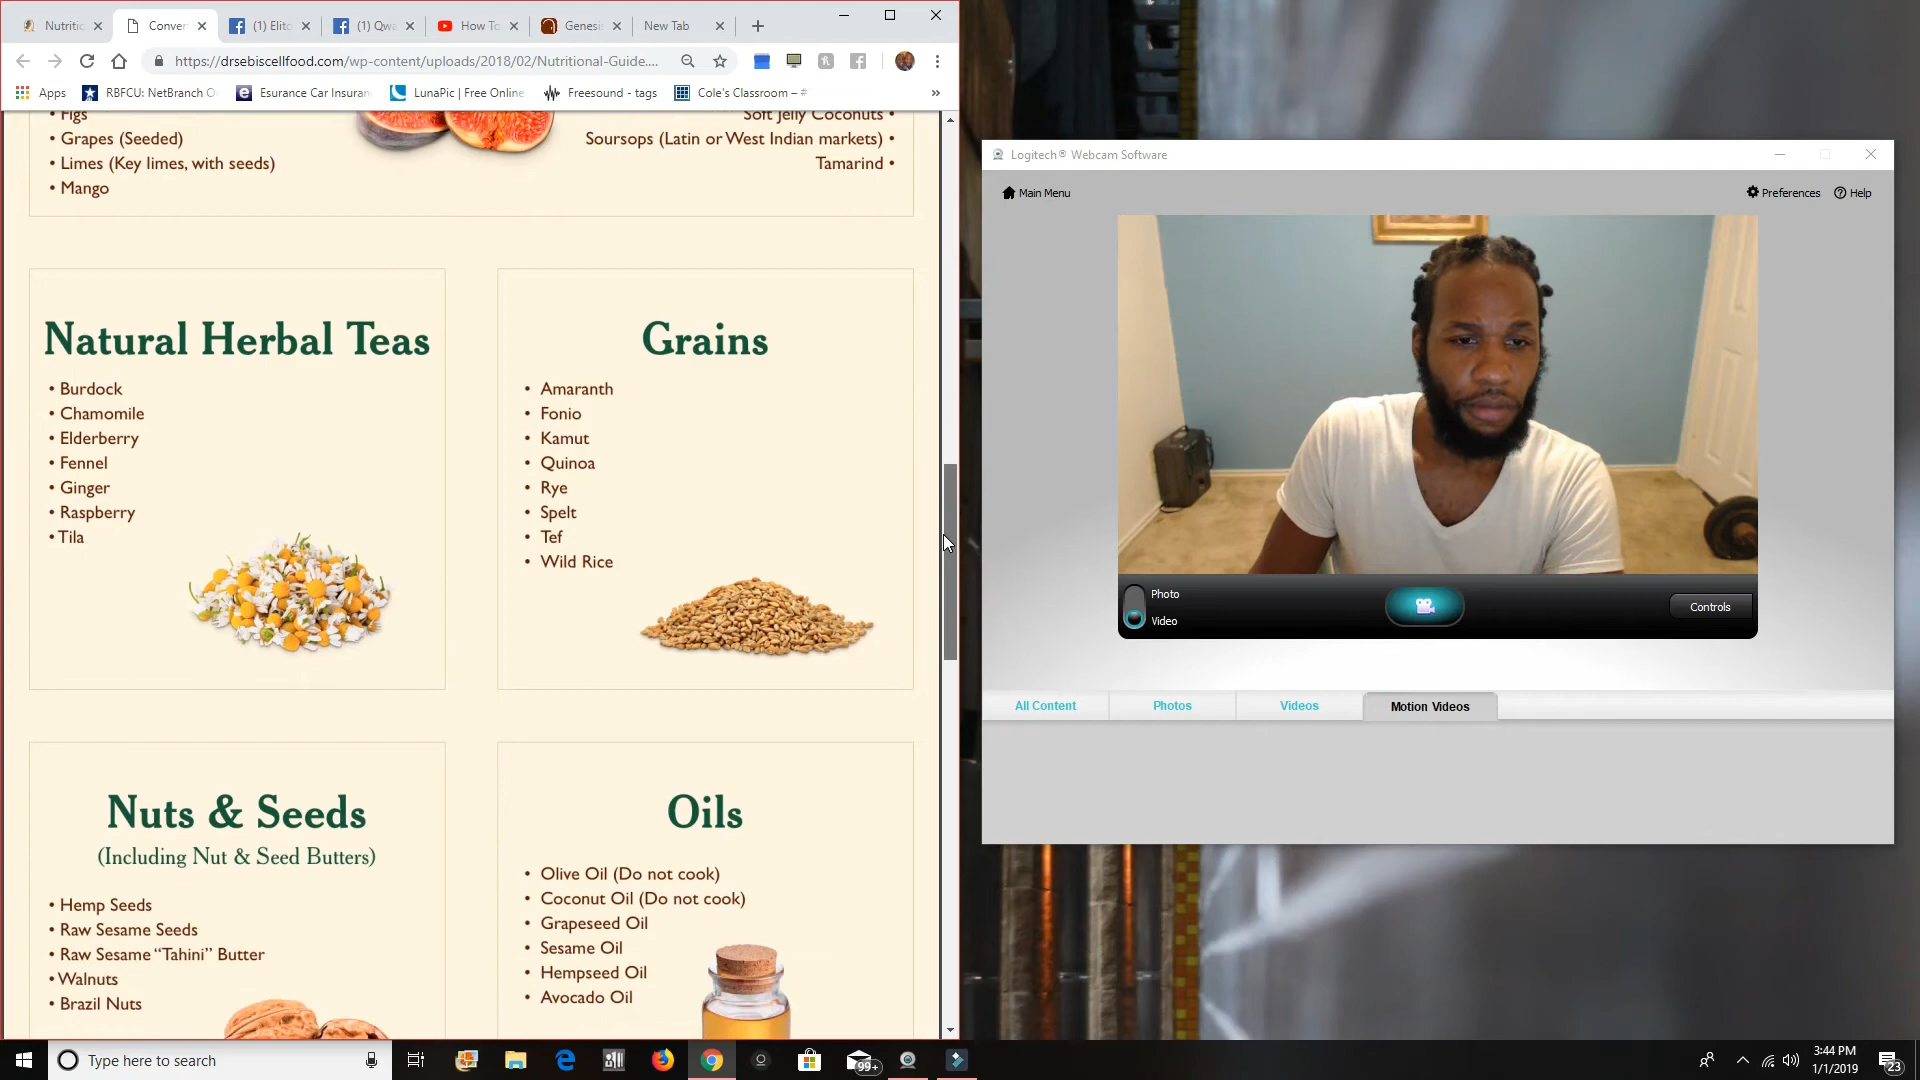 Nutritio
Conver
(1) Elito
(1) Qwa
How To
Genesi
New Tab
https://drsebiscellfood.com/wp-content/uploads/2018/02/Nutritional-Guide....
Apps
RBFCU: NetBranch O
Esurance Car Insuran
LunaPic | Free Online
Freesound - tags
Cole's Classroom – #
»
• Figs
• Grapes (Seeded)
• Limes (Key limes, with seeds)
• Mango
Soft Jelly Coconuts •
Soursops (Latin or West Indian markets) •
Tamarind •
Natural Herbal Teas
• Burdock
• Chamomile
• Elderberry
• Fennel
• Ginger
• Raspberry
• Tila
Grains
• Amaranth
• Fonio
• Kamut
• Quinoa
• Rye
• Spelt
• Tef
• Wild Rice
Nuts & Seeds
(Including Nut & Seed Butters)
• Hemp Seeds
• Raw Sesame Seeds
• Raw Sesame “Tahini” Butter
• Walnuts
• Brazil Nuts
Oils
• Olive Oil (Do not cook)
• Coconut Oil (Do not cook)
• Grapeseed Oil
• Sesame Oil
• Hempseed Oil
• Avocado Oil
Logitech® Webcam Software
Main Menu
Preferences
Help
Photo
Video
Controls
All Content
Photos
Videos
Motion Videos
Type here to search
99+
3:44 PM
1/1/2019
23